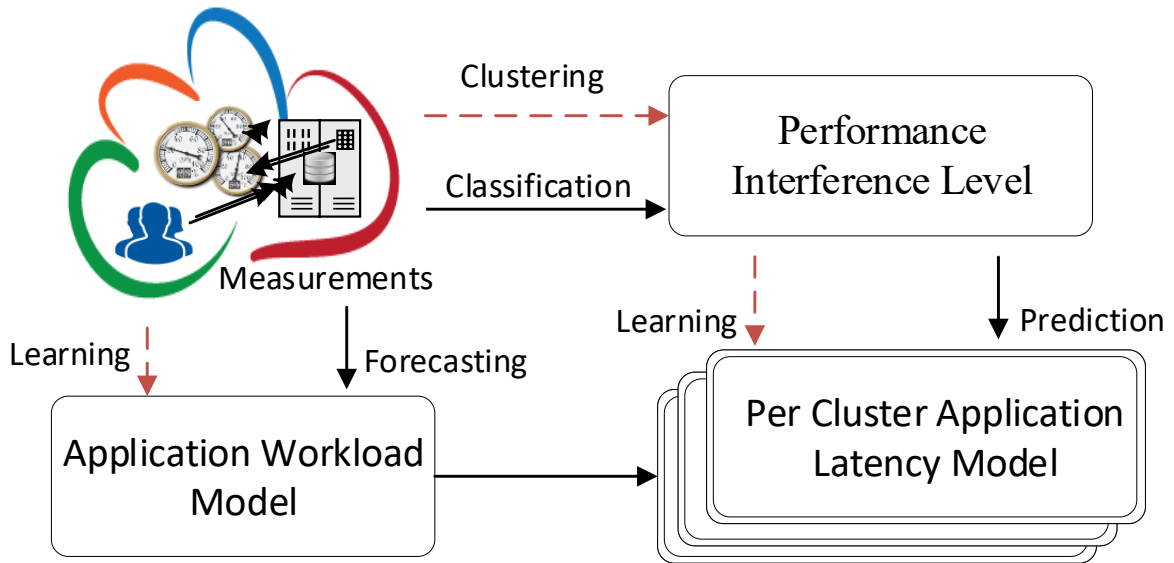 Clustering
Performance
Interference Level
Classification
Measurements
Learning
Forecasting
Learning
Prediction
Application Workload
Model
Per Cluster Application
Latency Model